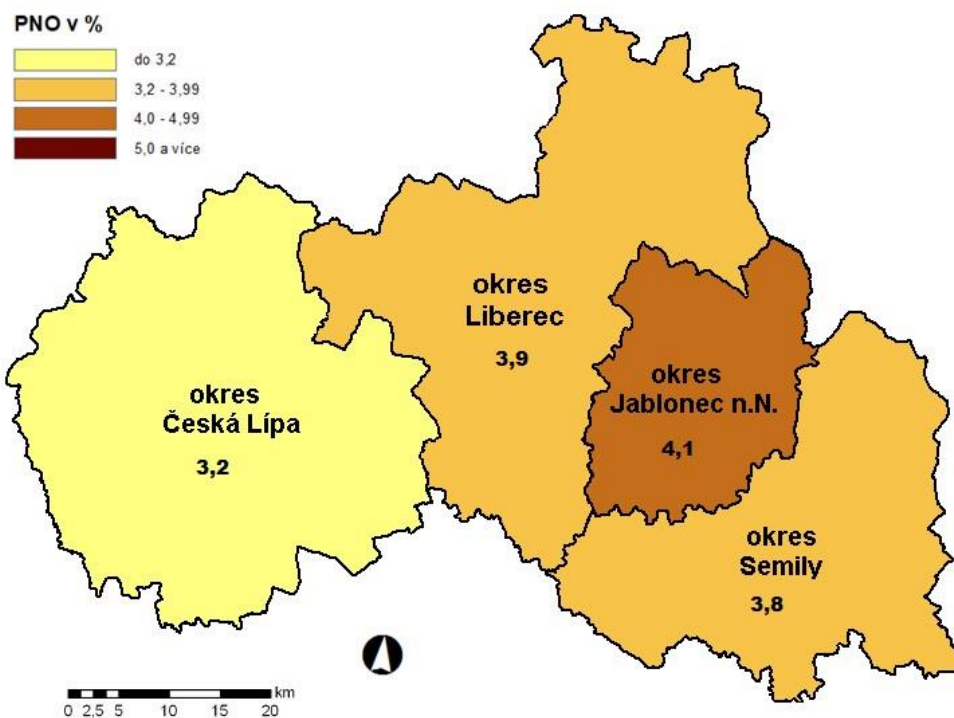 PNO v %
do 3,2
3,2 - 3,99
4,0 - 4,99
5,0 a více
okres
Liberec
3,9
okres
Jablonec n.N.
4,1
okres
Česká Lípa
3,2
okres
Semily
3,8
km
0 2,5 5 10 15 20